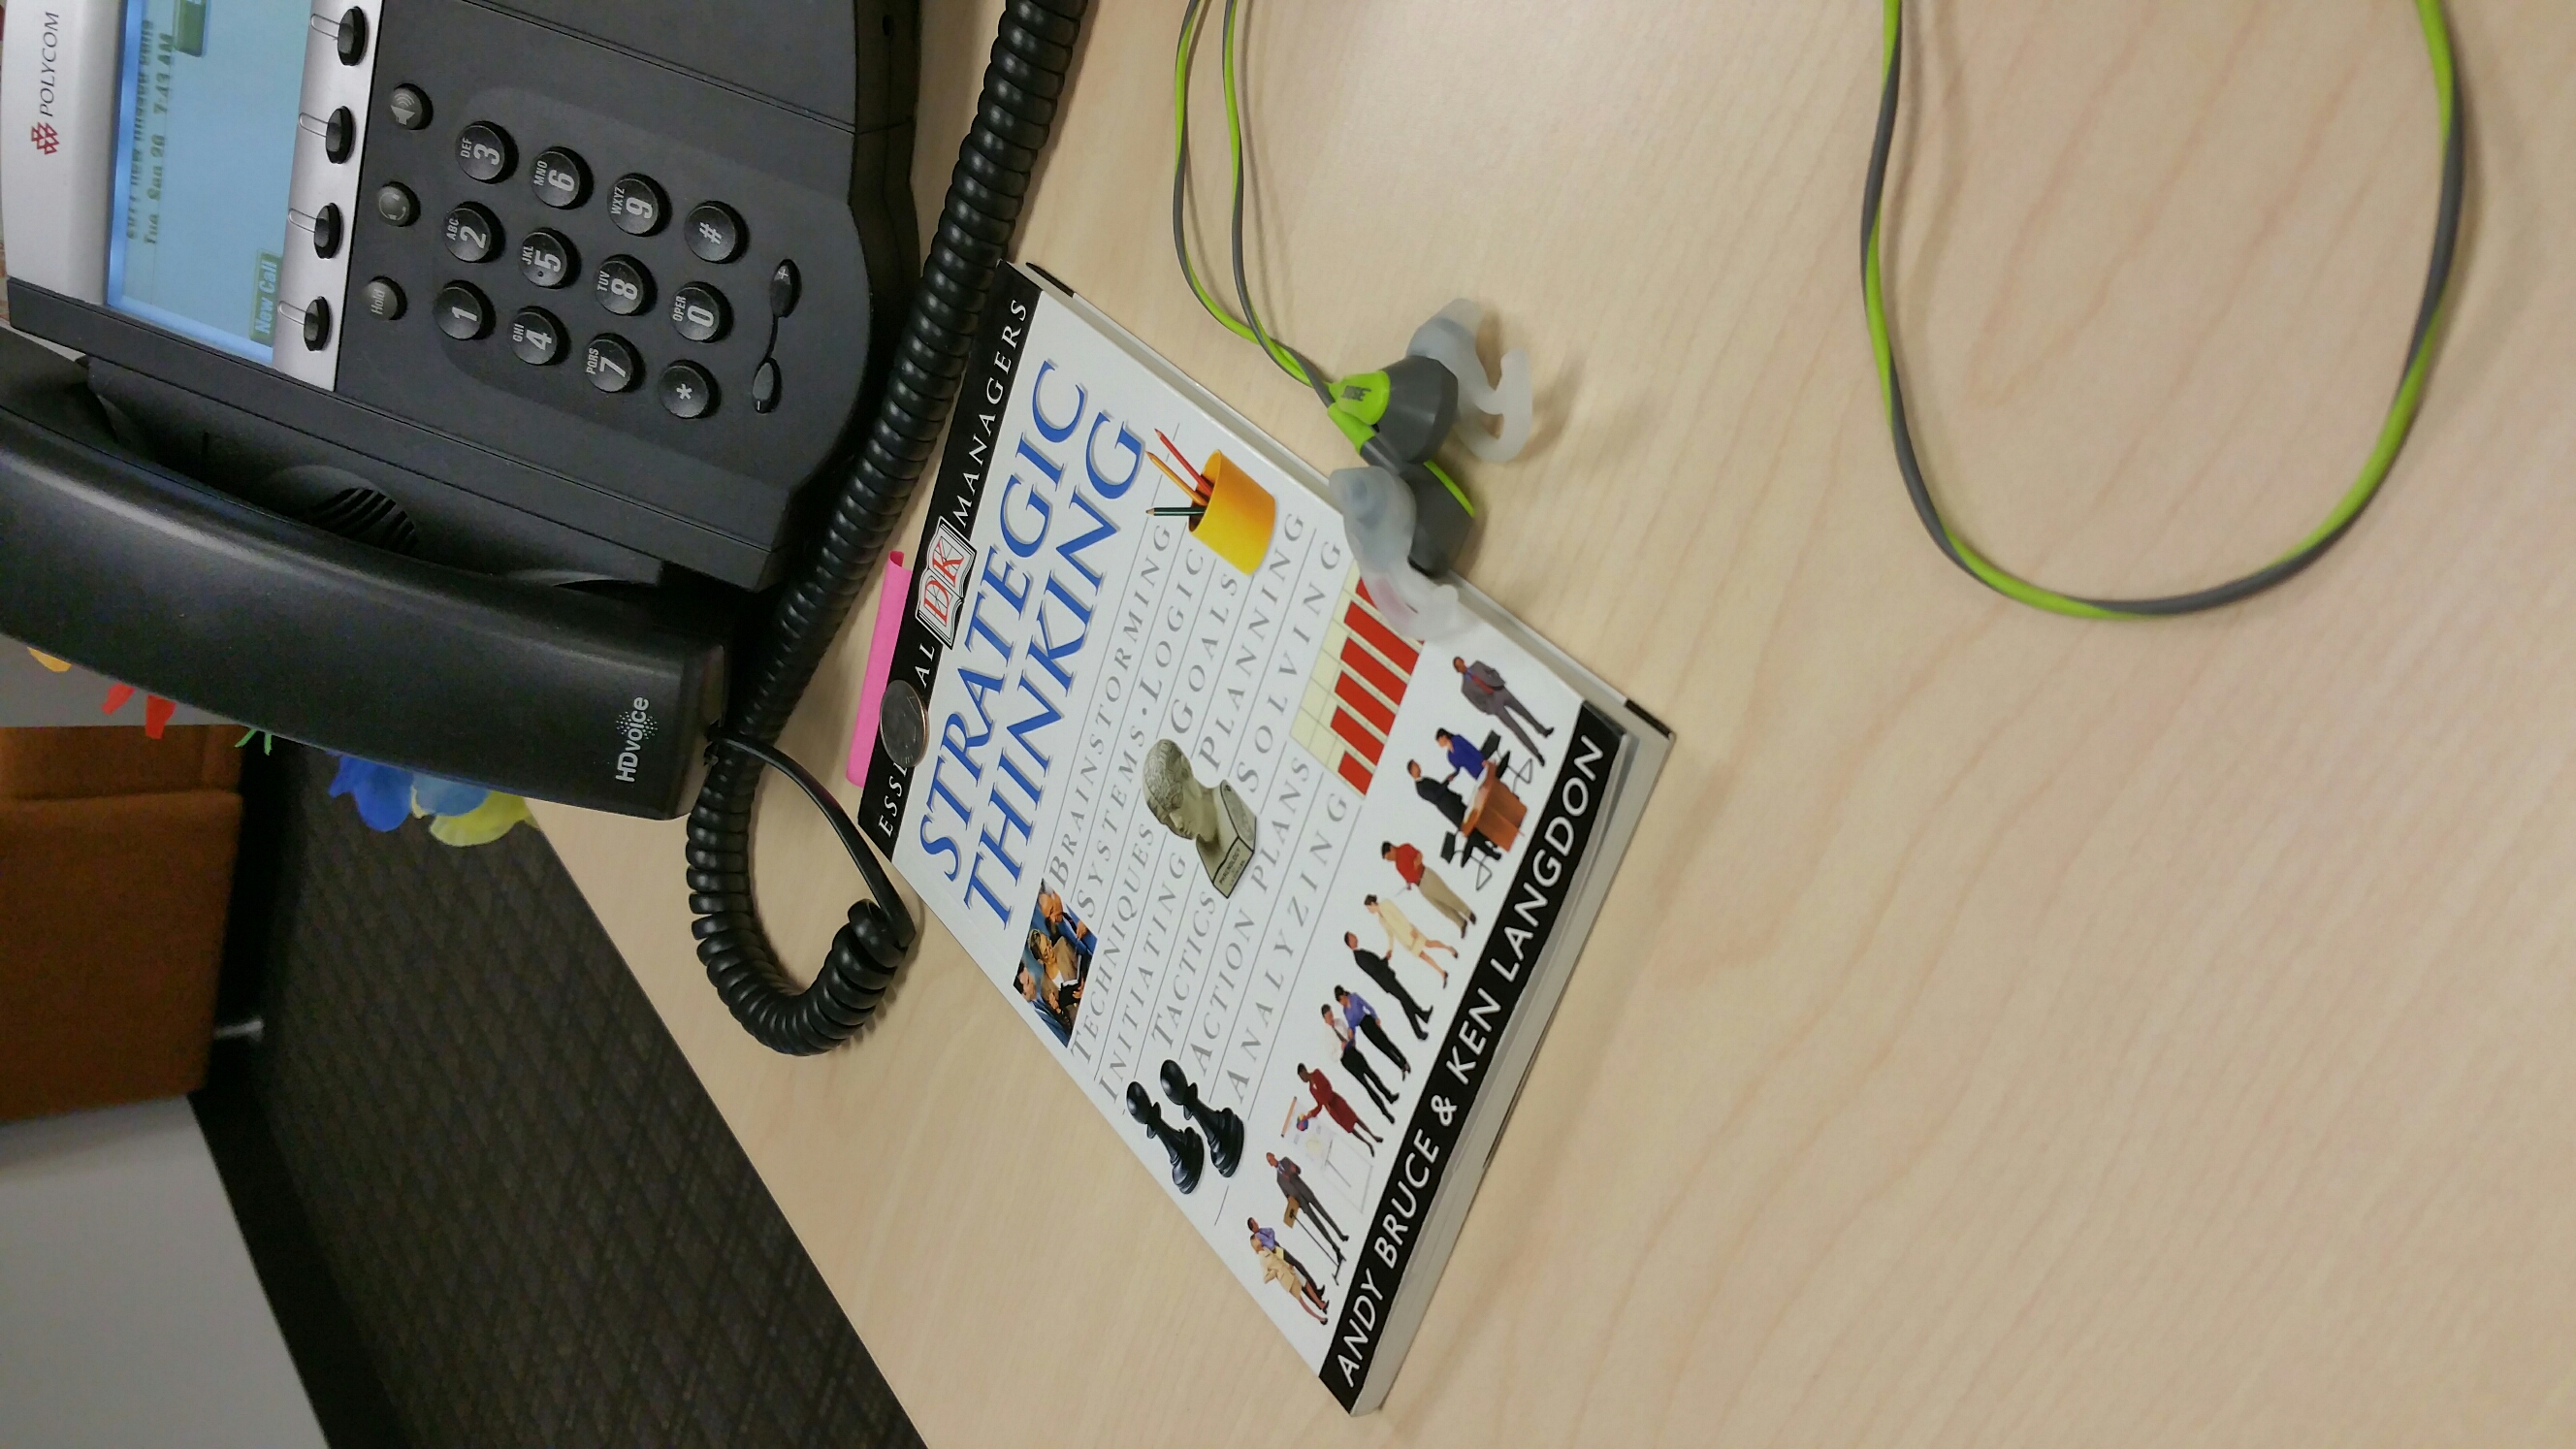 POLYCOM
New Call
Hold
1
ABC
2
DEF
3
GHI
4
JKL
5
MNO
6
PQRS
7
TUV
8
WXYZ
9
*
OPER
0
#
-
+
HDvoice
DK
MANAGERS
STRATEGIC
THINKING
BRAINSTORMING
SYSTEMS • LOGIC
TECHNIQUES GOALS
INITIATING PLANNING
TACTICS SOLVING
ACTION PLANS
ANALYZING
ANDY BRUCE & KEN LANGDON